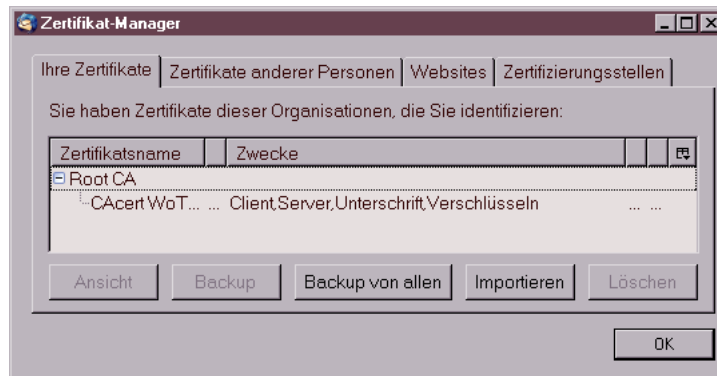 Zertifikat-Manager
Ihre Zertifikate Zertifikate anderer Personen Websites Zertifizierungsstellen
Sie haben Zertifikate dieser Organisationen, die Sie identifizieren:
Zertifikatsname Zwecke
Root CA
CAcert WoT... ... Client,Server,Unterschrift,Verschlüsseln ... ...
Ansicht Backup Backup von allen Importieren Löschen
OK